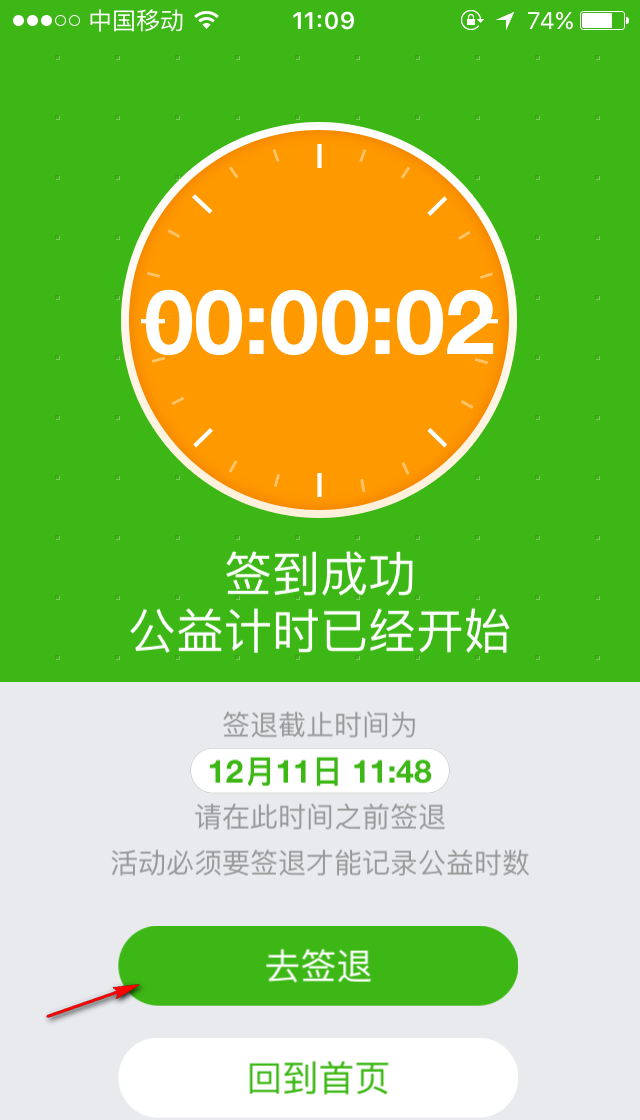 中国移动
11:09
74%
00:00:02
签到成功
公益计时已经开始
签退截止时间为
12月11日 11:48
请在此时间之前签退
活动必须要签退才能记录公益时数
去签退
回到首页